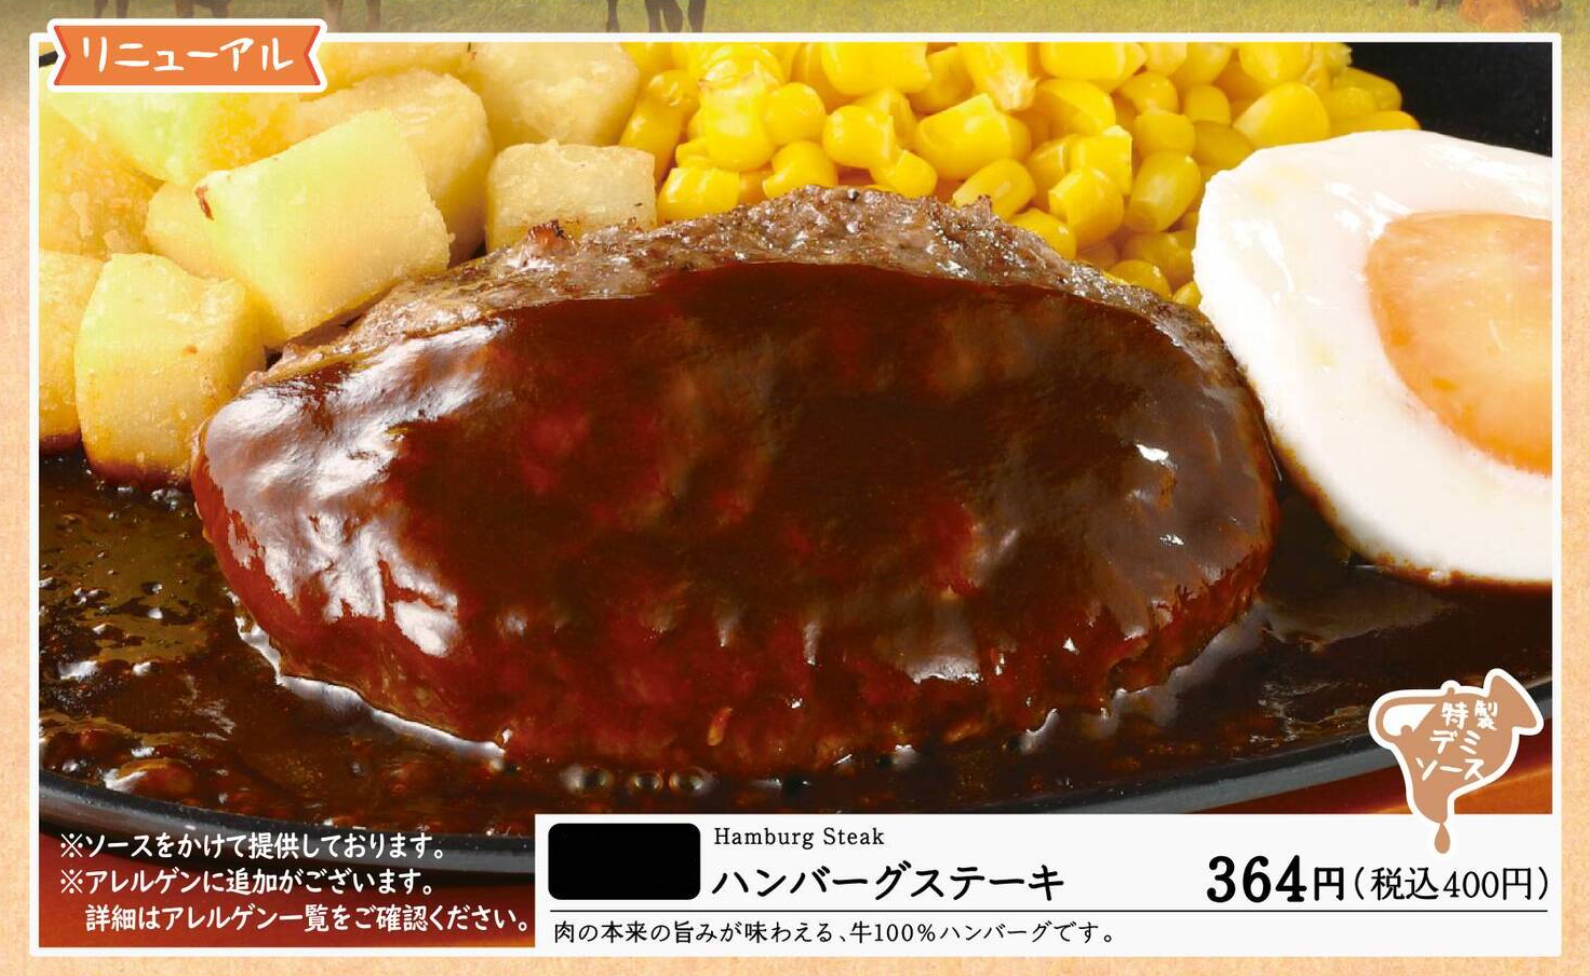 リニューアル
特製
デミ
ソース
※ソースをかけて提供しております。
※アレルゲンに追加がございます。
詳細はアレルゲン一覧をご確認ください。
Hamburg Steak
ハンバーグステーキ
364円(税込400円)
肉の本来の旨みが味わえる、牛100%ハンバーグです。